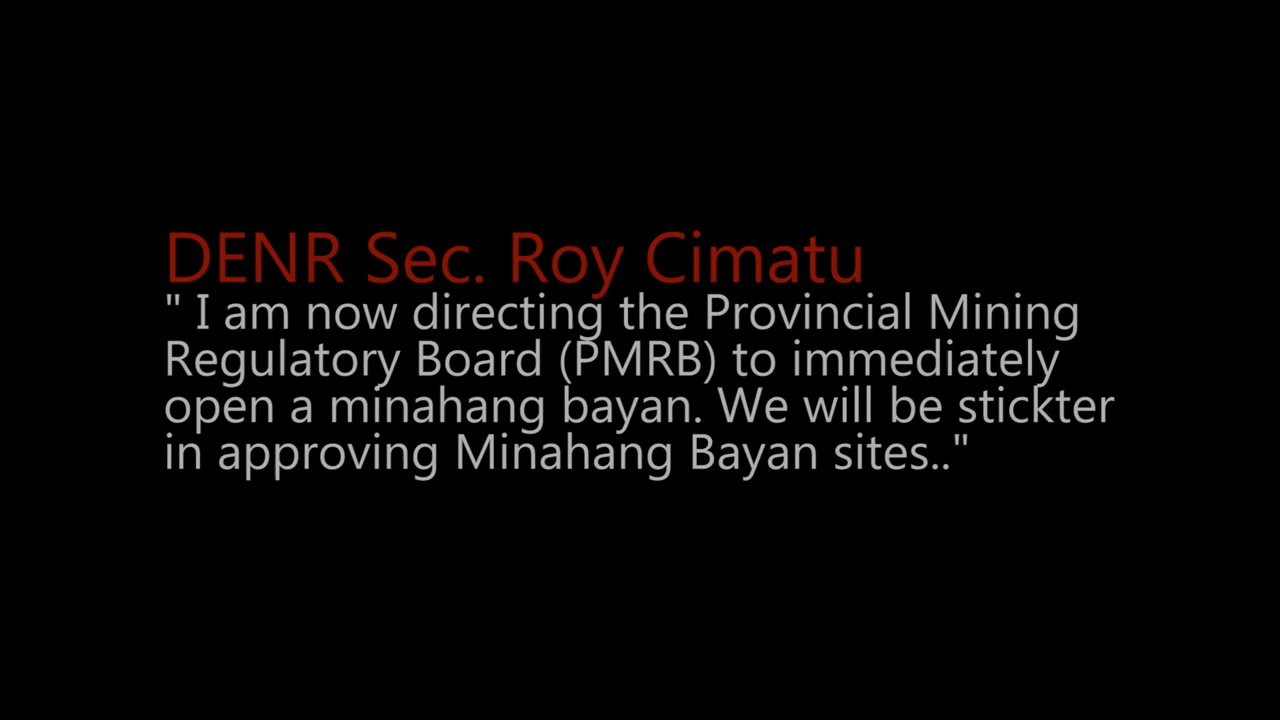 DENR Sec. Roy Cimatu
" I am now directing the Provincial Mining
Regulatory Board (PMRB) to immediately
open a minahang bayan. We will be stickter
in approving Minahang Bayan sites.."